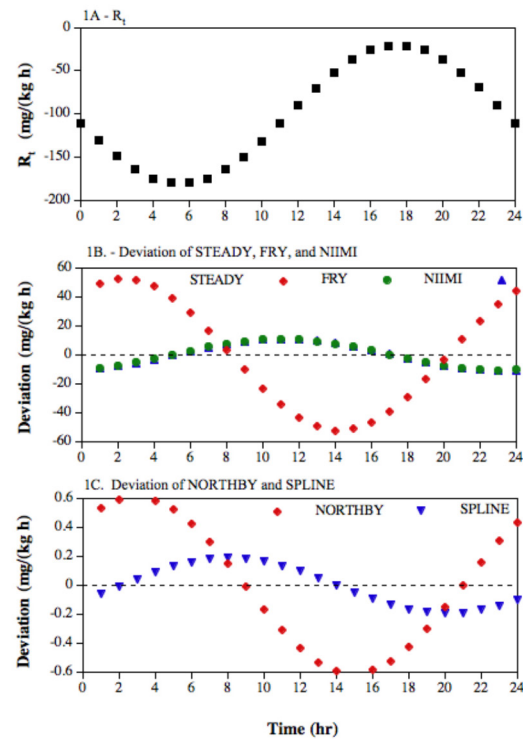 1A - Rt
0
-50
-100
-150
-200
Rt (mg/(kg h)
0 2 4 6 8 10 12 14 16 18 20 22 24
1B. - Deviation of STEADY, FRY, and NIIMI
STEADY FRY NIIMI
60
40
20
0
-20
-40
-60
Deviation (mg/(kg h)
0 2 4 6 8 10 12 14 16 18 20 22 24
1C. Deviation of NORTHBY and SPLINE
NORTHBY SPLINE
0.6
0.4
0.2
0
-0.2
-0.4
-0.6
Deviation (mg/(kg h)
0 2 4 6 8 10 12 14 16 18 20 22 24
Time (hr)